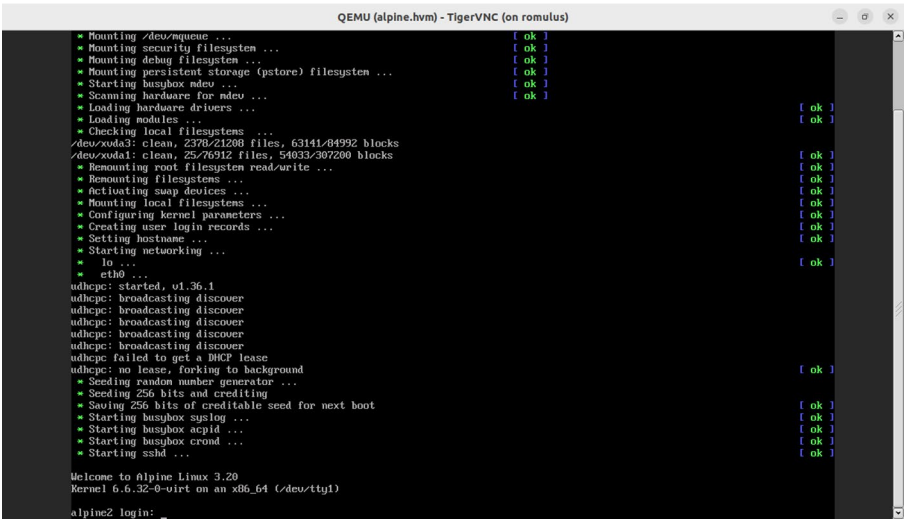 QEMU (alpine.hvm) - TigerVNC (on romulus)
* Mounting /dev/mqueue ... [ ok ]
* Mounting security filesystem ... [ ok ]
* Mounting debug filesystem ... [ ok ]
* Mounting persistent storage (pstore) filesystem ... [ ok ]
* Starting busybox mdev ... [ ok ]
* Scanning hardware for mdev ... [ ok ]
* Loading hardware drivers ... [ ok ]
* Loading modules ... [ ok ]
* Checking local filesystems ...
/dev/xvda3: clean, 2378/21208 files, 63141/84992 blocks
/dev/xvda1: clean, 25/76912 files, 54033/307200 blocks [ ok ]
* Remounting root filesystem read/write ... [ ok ]
* Remounting filesystems ... [ ok ]
* Activating swap devices ... [ ok ]
* Mounting local filesystems ... [ ok ]
* Configuring kernel parameters ... [ ok ]
* Creating user login records ... [ ok ]
* Setting hostname ... [ ok ]
* Starting networking ...
* lo ... [ ok ]
* eth0 ...
udhcpc: started, v1.36.1
udhcpc: broadcasting discover
udhcpc: broadcasting discover
udhcpc: broadcasting discover
udhcpc: broadcasting discover
udhcpc: broadcasting discover
udhcpc failed to get a DHCP lease
udhcpc: no lease, forking to background [ ok ]
* Seeding random number generator ...
* Seeding 256 bits and crediting
* Saving 256 bits of creditable seed for next boot [ ok ]
* Starting busybox syslog ... [ ok ]
* Starting busybox acpid ... [ ok ]
* Starting busybox crond ... [ ok ]
* Starting sshd ... [ ok ]
Welcome to Alpine Linux 3.20
Kernel 6.6.32-0-virt on an x86_64 (/dev/tty1)
alpine2 login: _